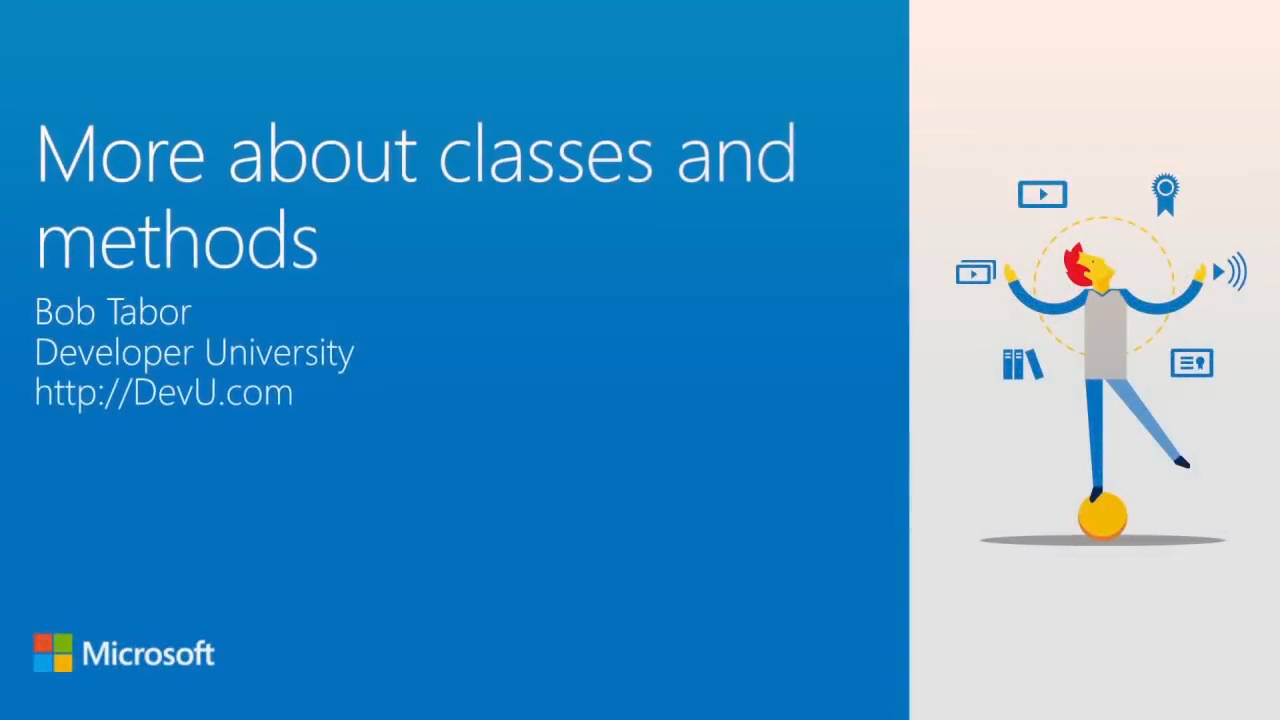 More about classes and
methods
Bob Tabor
Developer University
http://DevU.com
Microsoft